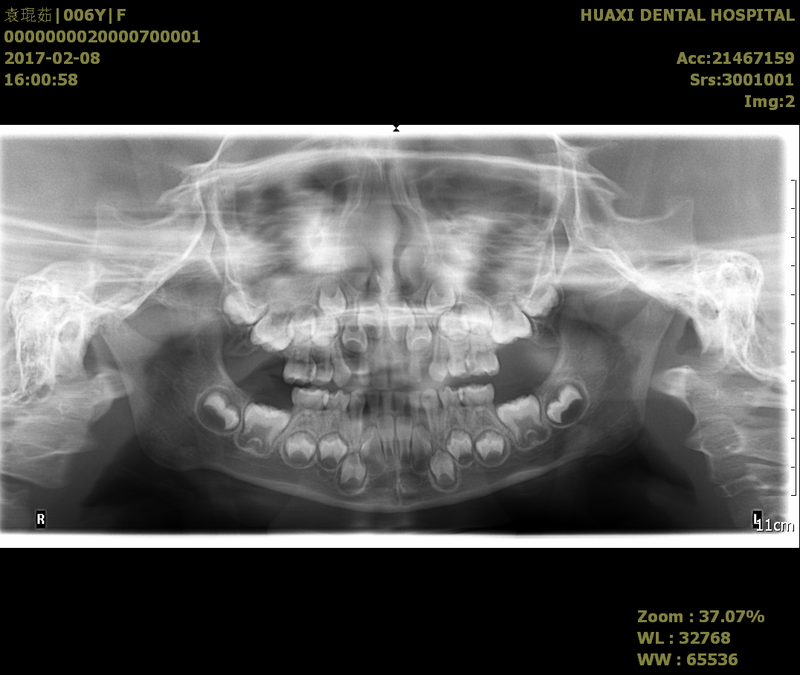 袁琨茹|006Y|F
0000000020000700001
2017-02-08
16:00:58
HUAXI DENTAL HOSPITAL
Acc:21467159
Srs:3001001
Img:2
R
L
11cm
Zoom : 37.07%
WL : 32768
WW : 65536